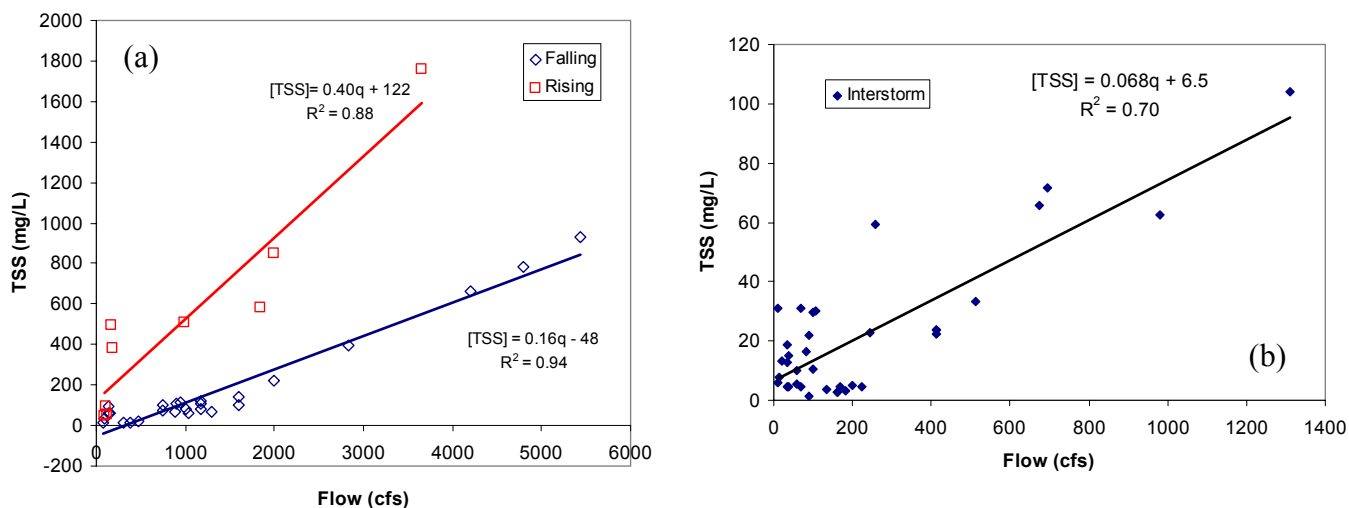 (a)
Falling
Rising
[TSS]= 0.40q + 122
R² = 0.88
[TSS] = 0.16q - 48
R² = 0.94
TSS (mg/L)
2000
1800
1600
1400
1200
1000
800
600
400
200
0
-200
0 1000 2000 3000 4000 5000 6000
Flow (cfs)
(b)
Interstorm
[TSS] = 0.068q + 6.5
R² = 0.70
TSS (mg/L)
120
100
80
60
40
20
0
0 200 400 600 800 1000 1200 1400
Flow (cfs)